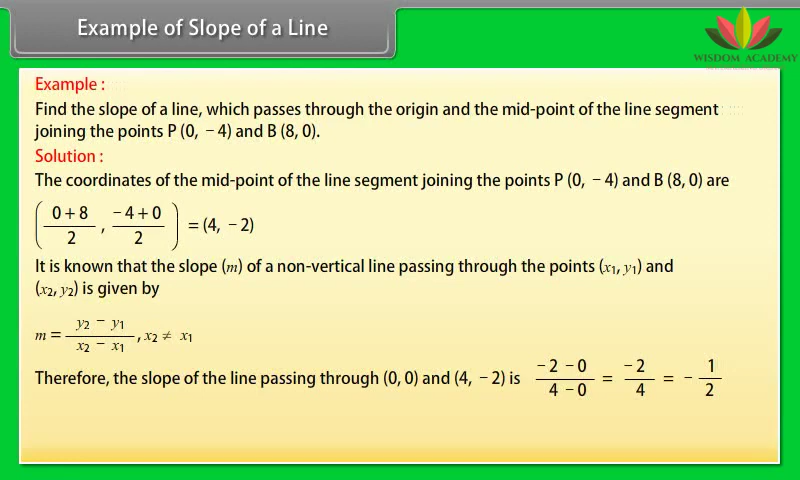 Example of Slope of a Line
WISDOM ACADEMY
Example :
Find the slope of a line, which passes through the origin and the mid-point of the line segment
joining the points P (0, − 4) and B (8, 0).
Solution :
The coordinates of the mid-point of the line segment joining the points P (0, − 4) and B (8, 0) are
( (0 + 8)/2 , (− 4 + 0)/2 ) = (4, − 2)
It is known that the slope (m) of a non-vertical line passing through the points (x₁, y₁) and
(x₂, y₂) is given by
m = (y₂ − y₁)/(x₂ − x₁) , x₂ ≠ x₁
Therefore, the slope of the line passing through (0, 0) and (4, − 2) is (− 2 − 0)/(4 − 0) = (− 2)/4 = − 1/2